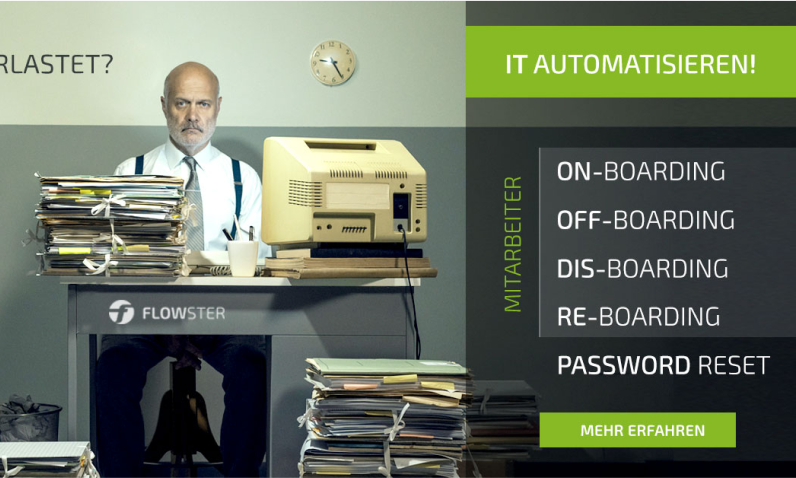 RLASTET?
IT AUTOMATISIEREN!
MITARBEITER
ON-BOARDING
OFF-BOARDING
DIS-BOARDING
RE-BOARDING
PASSWORD RESET
FLOWSTER
MEHR ERFAHREN